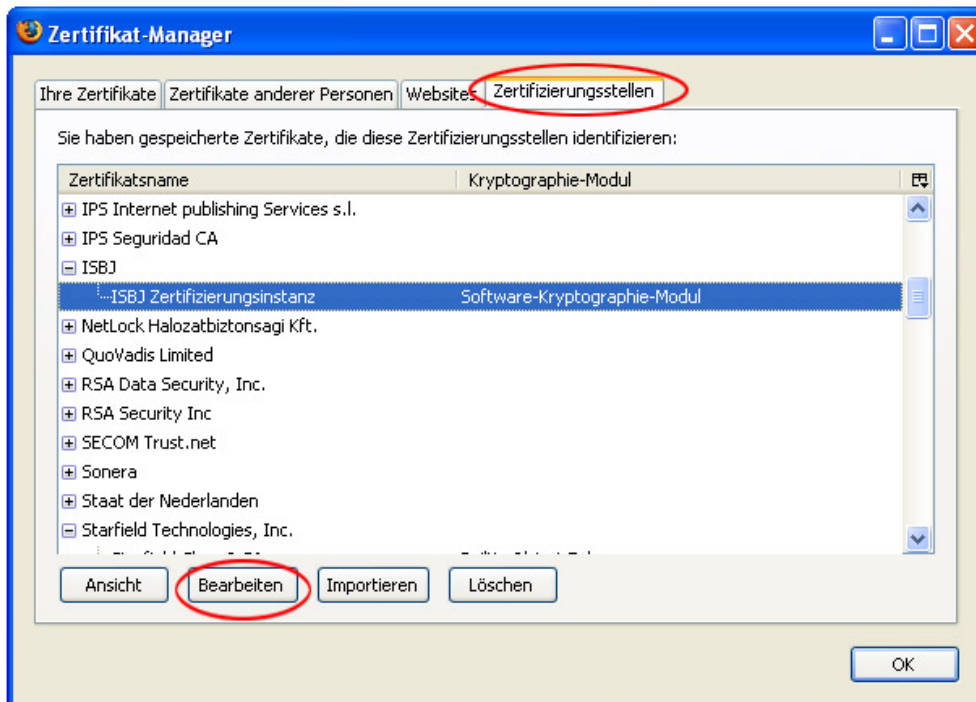 Zertifikat-Manager
Ihre Zertifikate Zertifikate anderer Personen Websites Zertifizierungsstellen
Sie haben gespeicherte Zertifikate, die diese Zertifizierungsstellen identifizieren:
Zertifikatsname Kryptographie-Modul
IPS Internet publishing Services s.l.
IPS Seguridad CA
ISBJ
ISBJ Zertifizierungsinstanz Software-Kryptographie-Modul
NetLock Halozatbiztonsagi Kft.
QuoVadis Limited
RSA Data Security, Inc.
RSA Security Inc
SECOM Trust.net
Sonera
Staat der Nederlanden
Starfield Technologies, Inc.
Ansicht Bearbeiten Importieren Löschen
OK